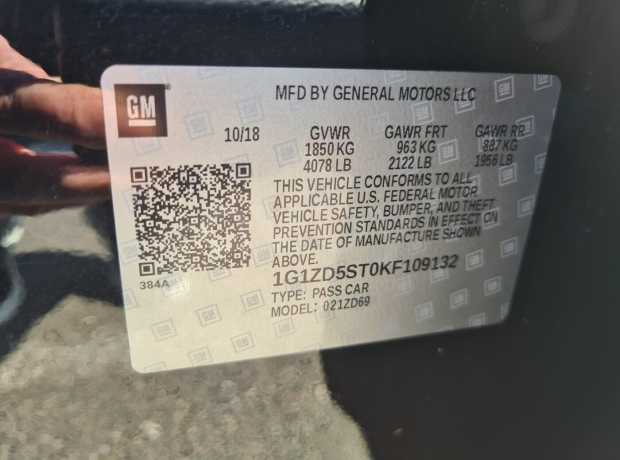 GM
MFD BY GENERAL MOTORS LLC
10/18 GVWR GAWR FRT GAWR RR
1850 KG 963 KG 887 KG
4078 LB 2122 LB 1956 LB
THIS VEHICLE CONFORMS TO ALL
APPLICABLE U.S. FEDERAL MOTOR
VEHICLE SAFETY, BUMPER, AND THEFT
PREVENTION STANDARDS IN EFFECT ON
THE DATE OF MANUFACTURE SHOWN
ABOVE.
384A
1G1ZD5ST0KF109132
TYPE: PASS CAR
MODEL: 021ZD69